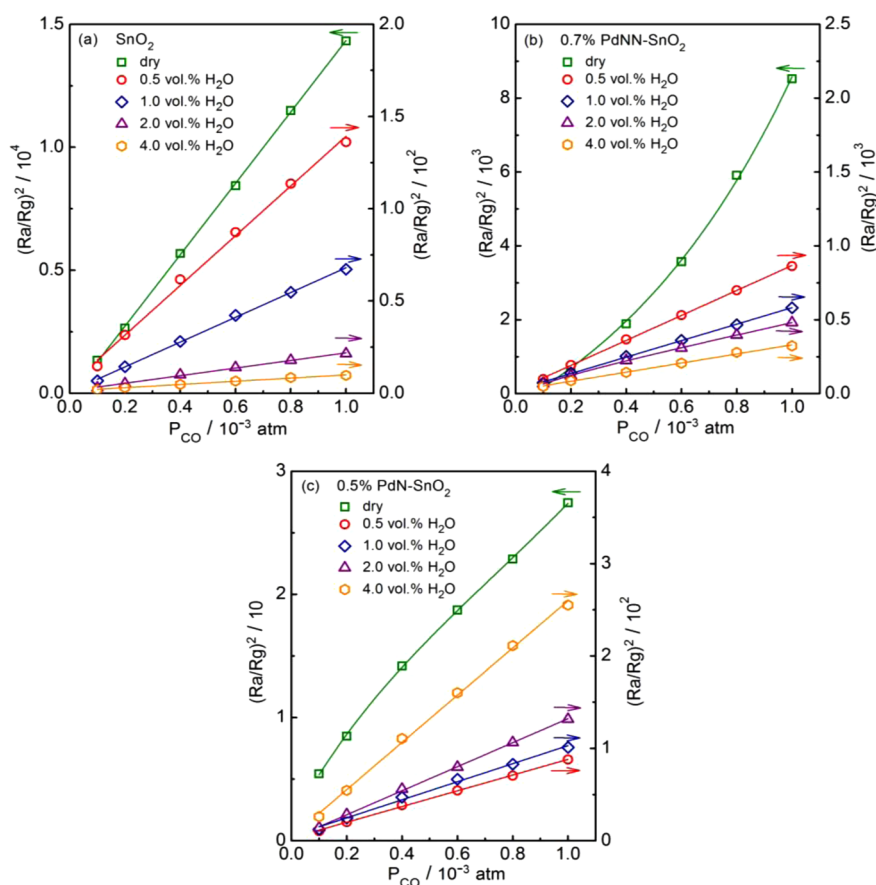 (a) SnO₂
dry
0.5 vol.% H₂O
1.0 vol.% H₂O
2.0 vol.% H₂O
4.0 vol.% H₂O
(Ra/Rg)² / 10⁴
1.5
1.0
0.5
0.0
(Ra/Rg)² / 10²
2.0
1.5
1.0
0.5
0.0
0.0 0.2 0.4 0.6 0.8 1.0
P_CO / 10⁻³ atm
(b) 0.7% PdNN-SnO₂
dry
0.5 vol.% H₂O
1.0 vol.% H₂O
2.0 vol.% H₂O
4.0 vol.% H₂O
(Ra/Rg)² / 10³
10
8
6
4
2
0
(Ra/Rg)² / 10³
2.5
2.0
1.5
1.0
0.5
0.0
0.0 0.2 0.4 0.6 0.8 1.0
P_CO / 10⁻³ atm
(c) 0.5% PdN-SnO₂
dry
0.5 vol.% H₂O
1.0 vol.% H₂O
2.0 vol.% H₂O
4.0 vol.% H₂O
(Ra/Rg)² / 10
3
2
1
0
(Ra/Rg)² / 10²
4
3
2
1
0
0.0 0.2 0.4 0.6 0.8 1.0
P_CO / 10⁻³ atm